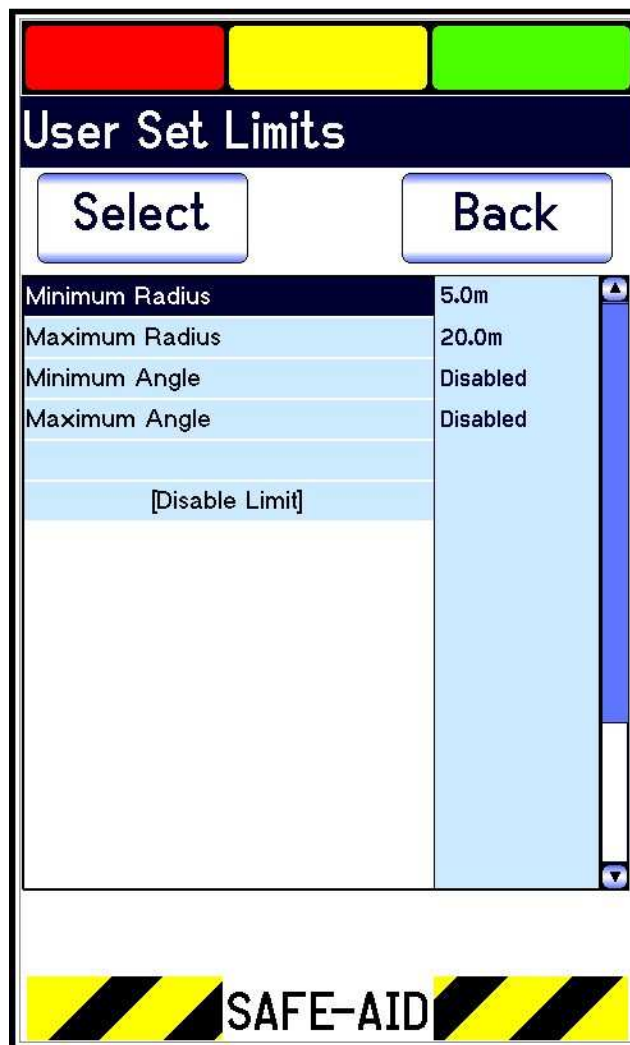 User Set Limits
Select
Back
Minimum Radius 5.0m
Maximum Radius 20.0m
Minimum Angle Disabled
Maximum Angle Disabled
[Disable Limit]
SAFE-AID